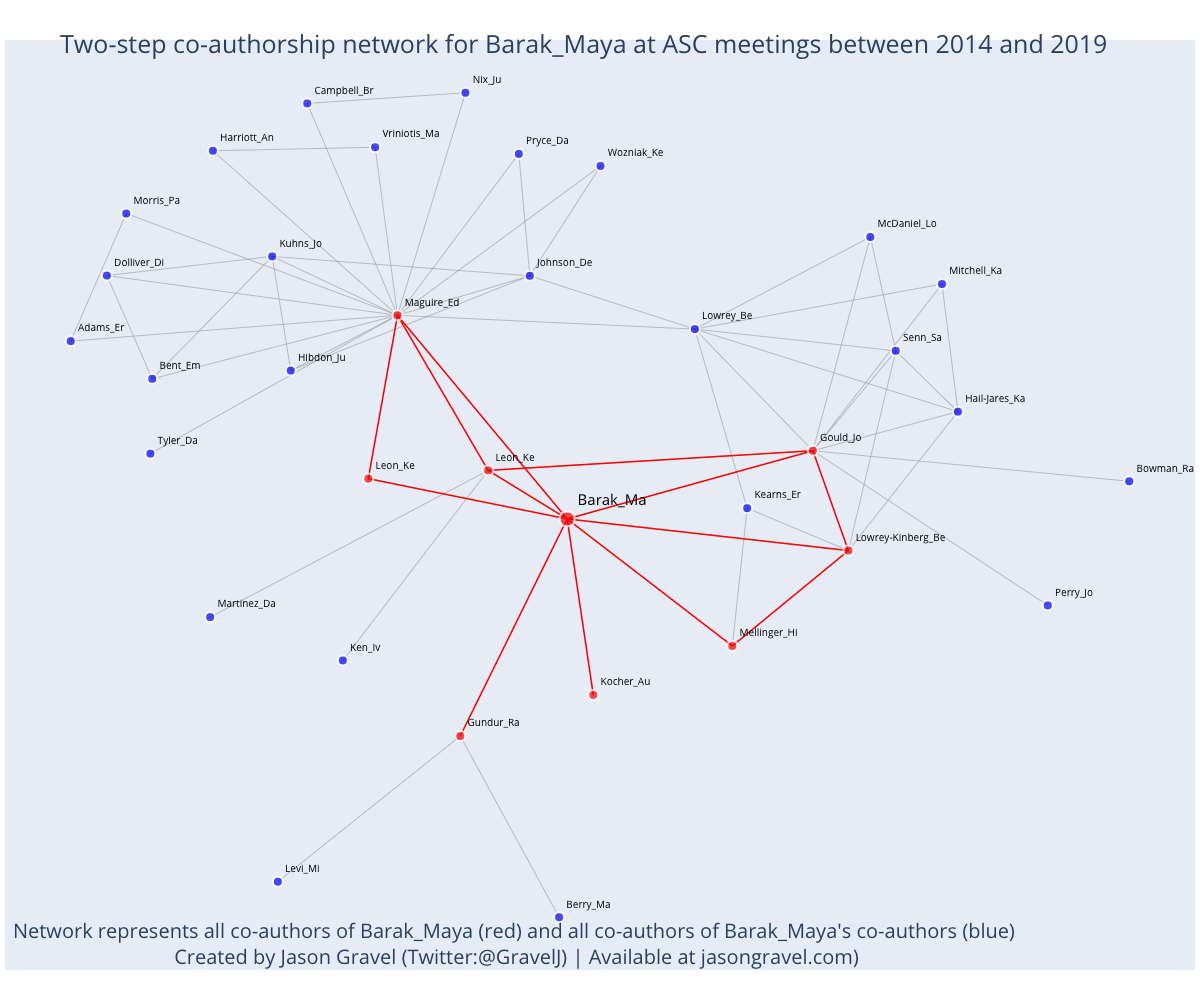 Two-step co-authorship network for Barak_Maya at ASC meetings between 2014 and 2019
Nix_Ju
Campbell_Br
Vriniotis_Ma
Harriott_An
Pryce_Da
Wozniak_Ke
Morris_Pa
McDaniel_Lo
Kuhns_Jo
Dolliver_Di
Johnson_De
Mitchell_Ka
Maguire_Ed
Lowrey_Be
Adams_Er
Senn_Sa
Hibdon_Ju
Bent_Em
Hail-Jares_Ka
Tyler_Da
Gould_Jo
Leon_Ke
Leon_Ke
Bowman_Ra
Barak_Ma
Kearns_Er
Lowrey-Kinberg_Be
Perry_Jo
Martinez_Da
Mellinger_Hi
Ken_Iv
Kocher_Au
Gundur_Ra
Levi_Mi
Berry_Ma
Network represents all co-authors of Barak_Maya (red) and all co-authors of Barak_Maya's co-authors (blue)
Created by Jason Gravel (Twitter:@GravelJ) | Available at jasongravel.com)